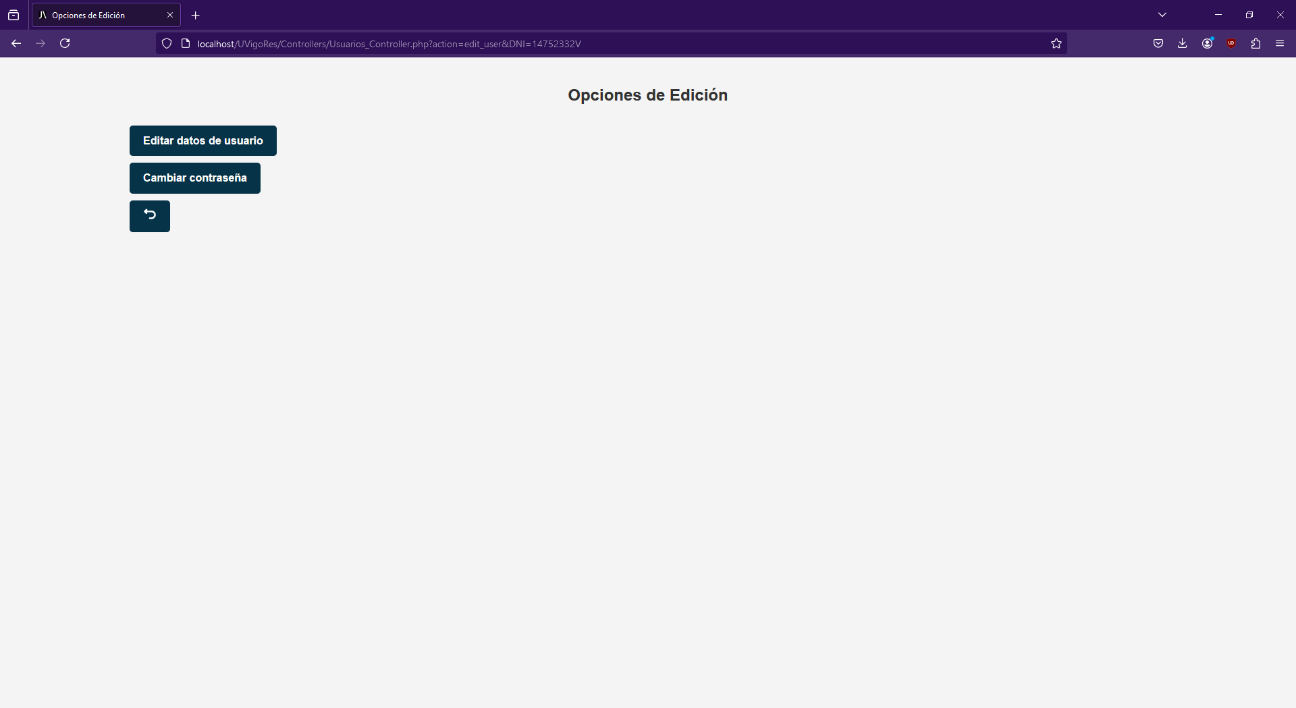 Opciones de Edición
localhost/UVigoRes/Controllers/Usuarios_Controller.php?action=edit_user&DNI=14752332V
Opciones de Edición
Editar datos de usuario
Cambiar contraseña